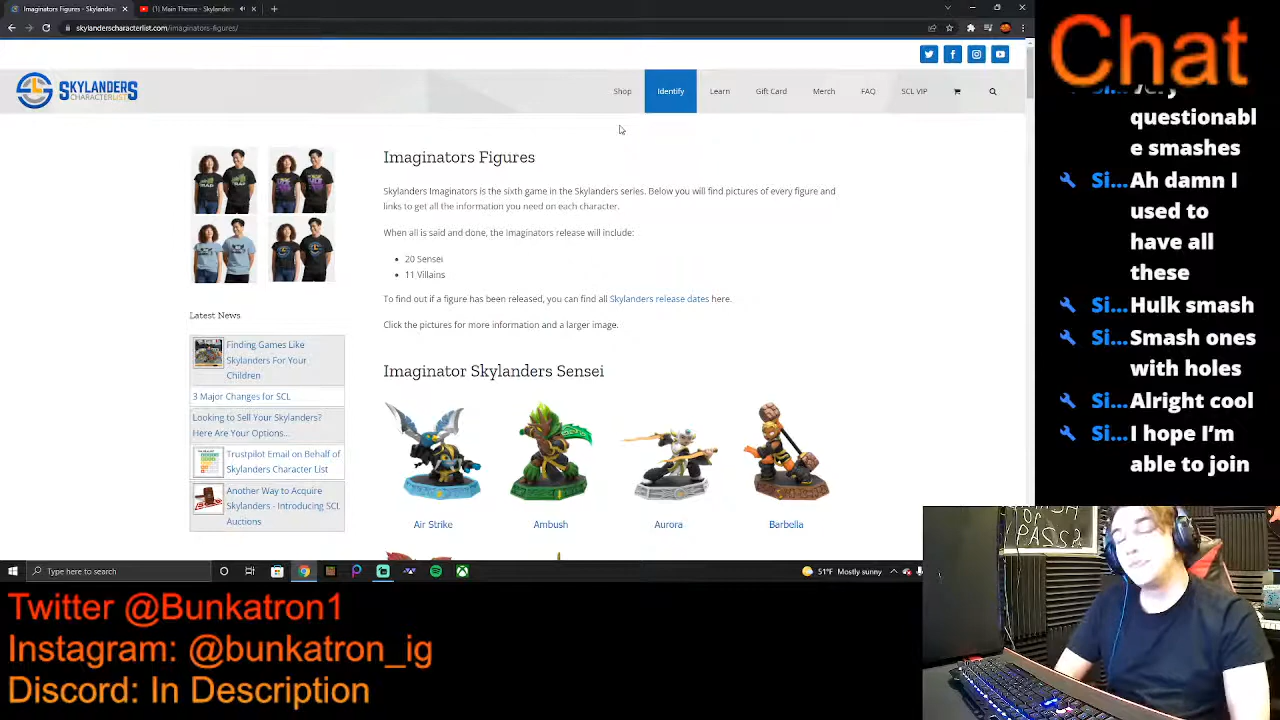 Imaginators Figures - Skylanders
(1) Main Theme - Skylanders
skylanderscharacterlist.com/imaginators-figures/
SKYLANDERS
CHARACTERLIST
Shop
Identify
Learn
Gift Card
Merch
FAQ
SCL VIP
Imaginators Figures
Skylanders Imaginators is the sixth game in the Skylanders series. Below you will find pictures of every figure and
links to get all the information you need on each character.
When all is said and done, the Imaginators release will include:
20 Sensei
11 Villains
To find out if a figure has been released, you can find all Skylanders release dates here.
Click the pictures for more information and a larger image.
Latest News
Finding Games Like
Skylanders For Your
Children
3 Major Changes for SCL
Looking to Sell Your Skylanders?
Here Are Your Options...
Trustpilot Email on Behalf of
Skylanders Character List
Another Way to Acquire
Skylanders - Introducing SCL
Auctions
Imaginator Skylanders Sensei
Air Strike
Ambush
Aurora
Barbella
Type here to search
51°F Mostly sunny
Chat
questionabl
e smashes
Si... Ah damn I
used to
have all
these
Si... Hulk smash
Si... Smash ones
with holes
Si... Alright cool
Si... I hope I'm
able to join
PASS?
Twitter @Bunkatron1
Instagram: @bunkatron_ig
Discord: In Description